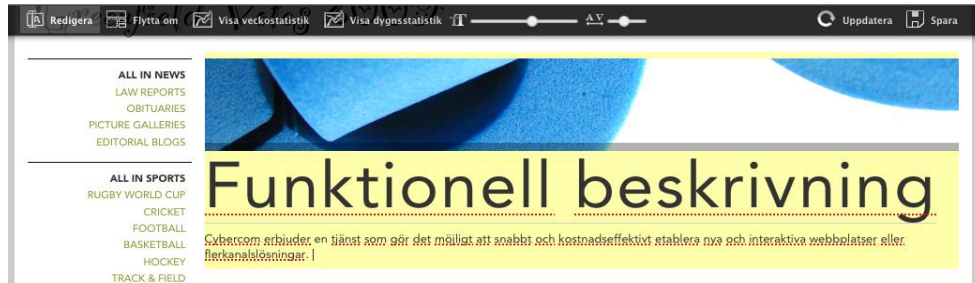 Redigera Flytta om Visa veckostatistik Visa dygnsstatistik TT AV Uppdatera Spara
ALL IN NEWS
LAW REPORTS
OBITUARIES
PICTURE GALLERIES
EDITORIAL BLOGS
ALL IN SPORTS
RUGBY WORLD CUP
CRICKET
FOOTBALL
BASKETBALL
HOCKEY
TRACK & FIELD
Funktionell beskrivning
Cybercom erbjuder en tjänst som gör det möjligt att snabbt och kostnadseffektivt etablera nya och interaktiva webbplatser eller
flerkanalslösningar.